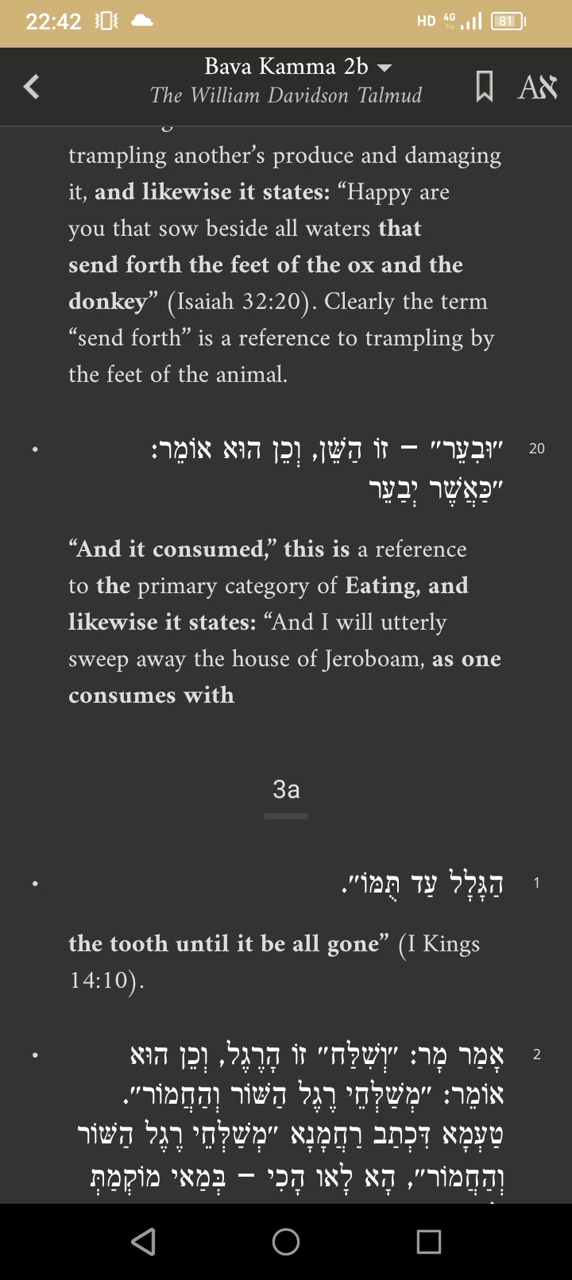 22:42 HD 4G 81
Bava Kamma 2b
The William Davidson Talmud
Aא
trampling another’s produce and damaging
it, and likewise it states: “Happy are
you that sow beside all waters that
send forth the feet of the ox and the
donkey” (Isaiah 32:20). Clearly the term
“send forth” is a reference to trampling by
the feet of the animal.
״וּבִעֵר״ – זוֹ הַשֵּׁן, וְכֵן הוּא אוֹמֵר: 20
״כַּאֲשֶׁר יְבַעֵר
“And it consumed,” this is a reference
to the primary category of Eating, and
likewise it states: “And I will utterly
sweep away the house of Jeroboam, as one
consumes with
3a
הַגָּלָל עַד תֻּמּוֹ״. 1
the tooth until it be all gone” (I Kings
14:10).
אָמַר מָר: ״וְשִׁלַּח״ זוֹ הָרֶגֶל, וְכֵן הוּא 2
אוֹמֵר: ״מְשַׁלְּחֵי רֶגֶל הַשּׁוֹר וְהַחֲמוֹר״.
טַעְמָא דִּכְתַב רַחֲמָנָא ״מְשַׁלְּחֵי רֶגֶל הַשּׁוֹר
וְהַחֲמוֹר״, הָא לָאו הָכִי – בְּמַאי מוֹקְמַתְּ